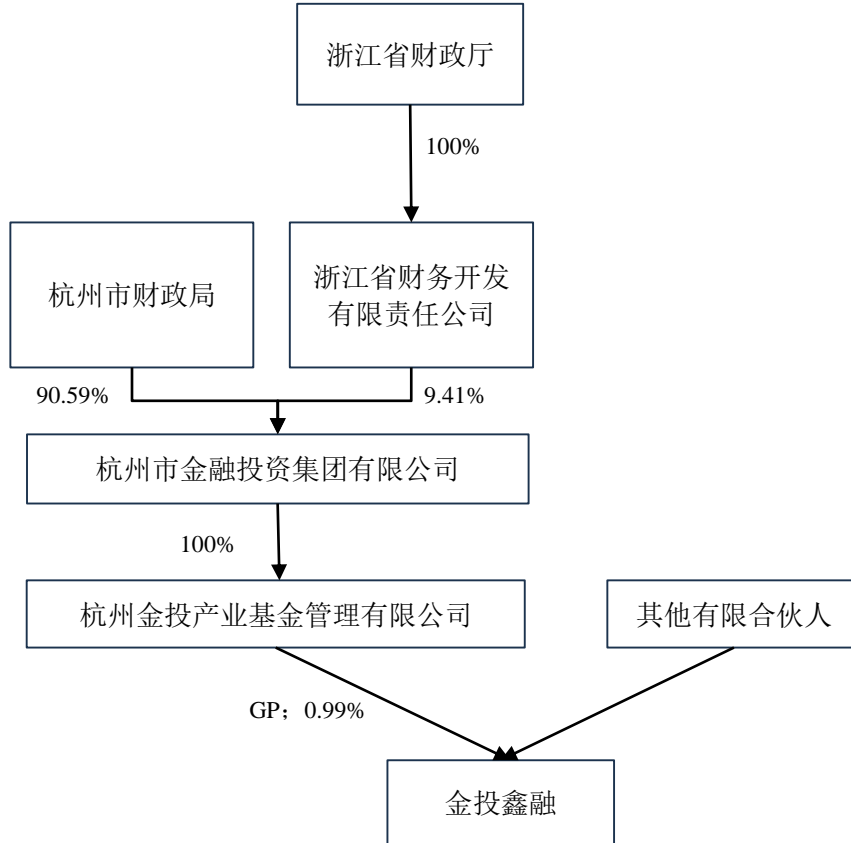 浙江省财政厅
100%
杭州市财政局
浙江省财务开发
有限责任公司
90.59%
9.41%
杭州市金融投资集团有限公司
100%
杭州金投产业基金管理有限公司
其他有限合伙人
GP；0.99%
金投鑫融